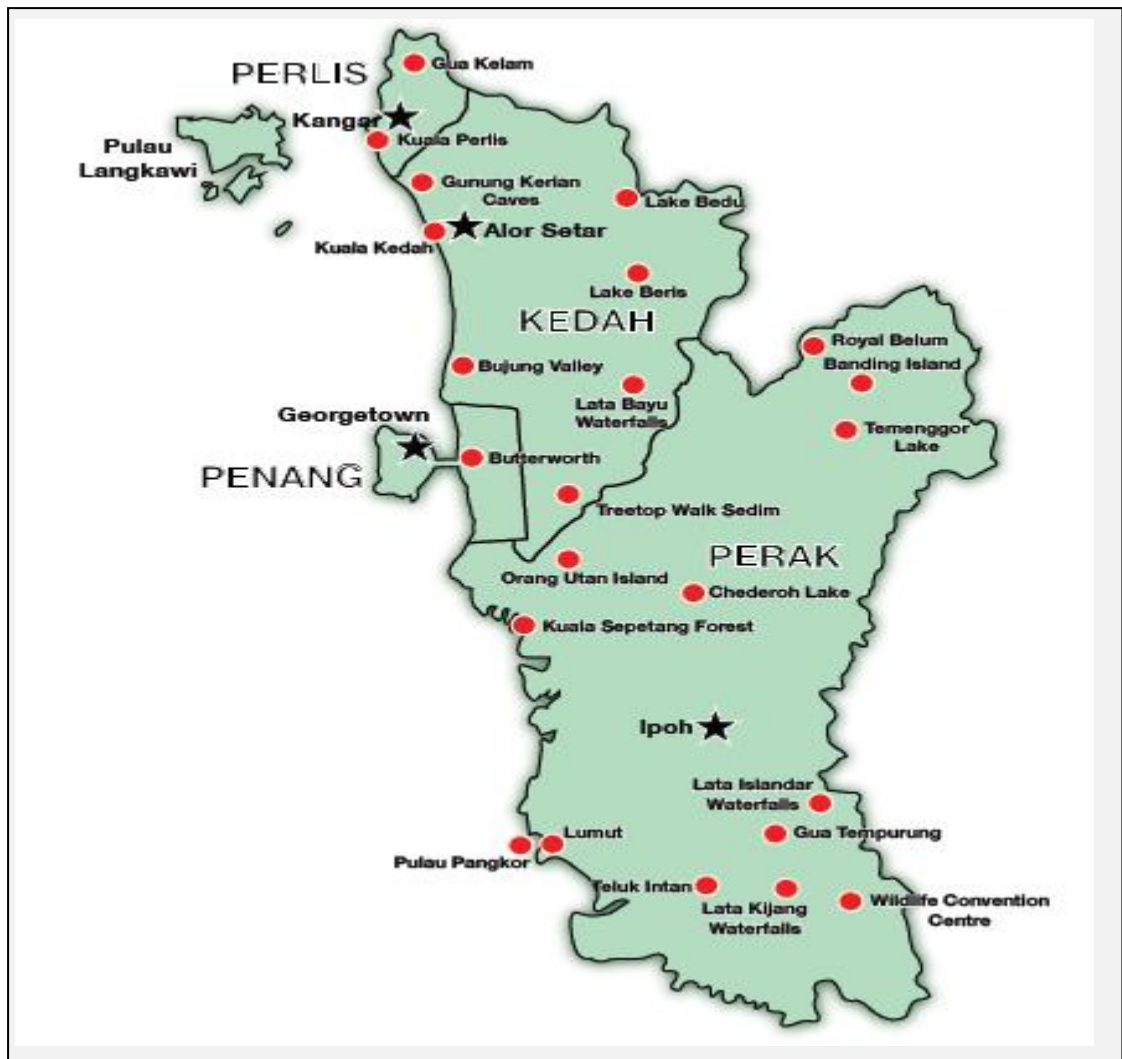 PERLIS
Gua Kelam
Kangar
Kuala Perlis
Pulau
Langkawi
Gunung Kerian
Caves
Lake Bedu
Alor Setar
Kuala Kedah
Lake Beris
KEDAH
Royal Belum
Banding Island
Bujung Valley
Lata Bayu
Waterfalls
Georgetown
Temenggor
Lake
Butterworth
PENANG
Treetop Walk Sedim
PERAK
Orang Utan Island
Chederoh Lake
Kuala Sepetang Forest
Ipoh
Lata Islandar
Waterfalls
Gua Tempurung
Lumut
Pulau Pangkor
Teluk Intan
Lata Kijang
Waterfalls
Wildlife Convention
Centre